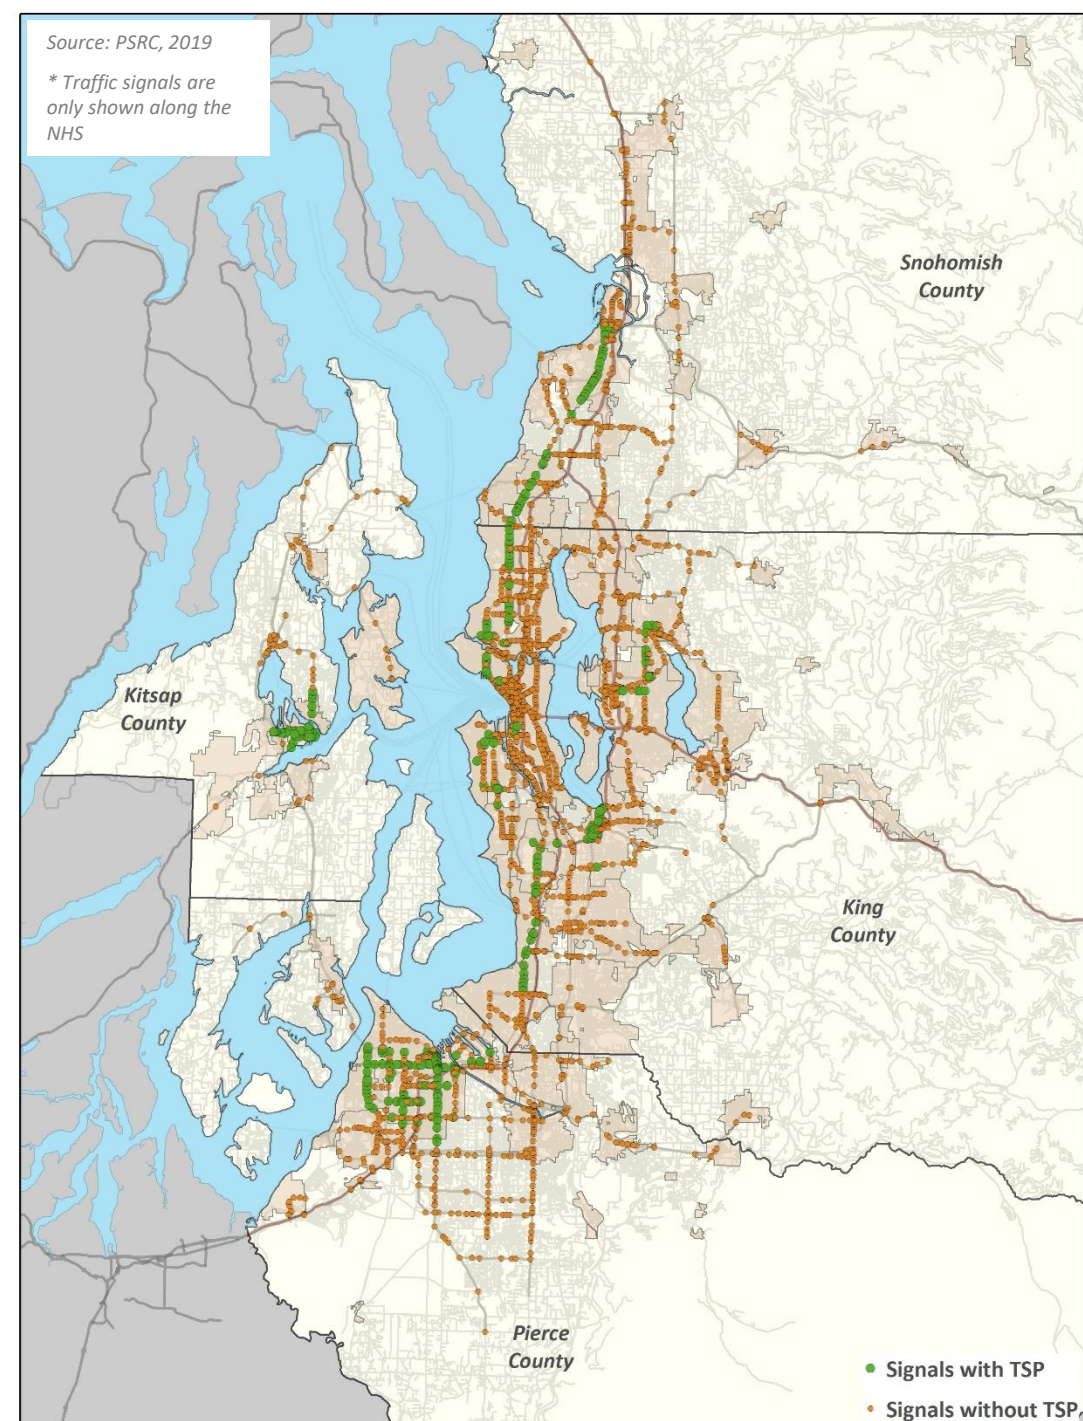 Source: PSRC, 2019
* Traffic signals are
only shown along the
NHS
Snohomish
County
Kitsap
County
King
County
Pierce
County
Signals with TSP
Signals without TSP